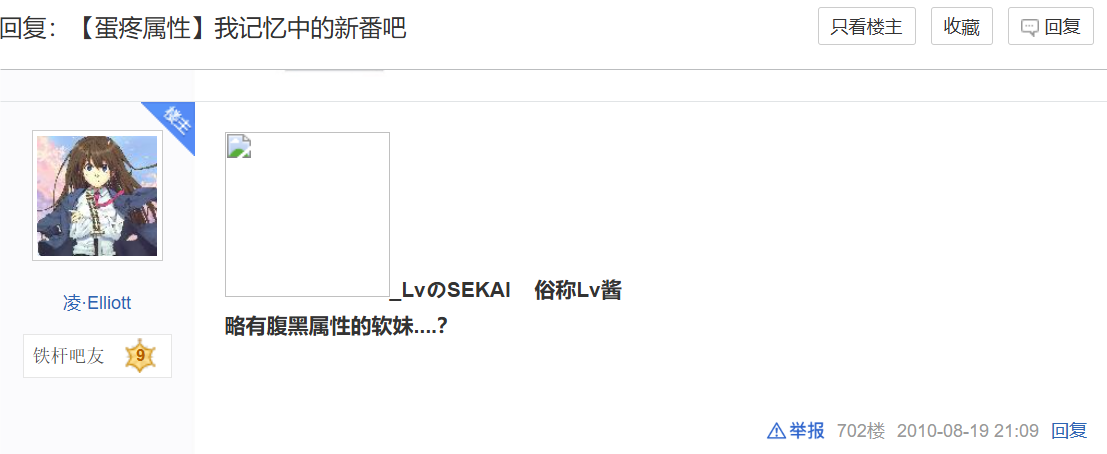 回复：【蛋疼属性】我记忆中的新番吧
只看楼主
收藏
回复
楼主
_LvのSEKAI 俗称Lv酱
略有腹黑属性的软妹....?
凌·Elliott
铁杆吧友 9
举报 702楼 2010-08-19 21:09 回复